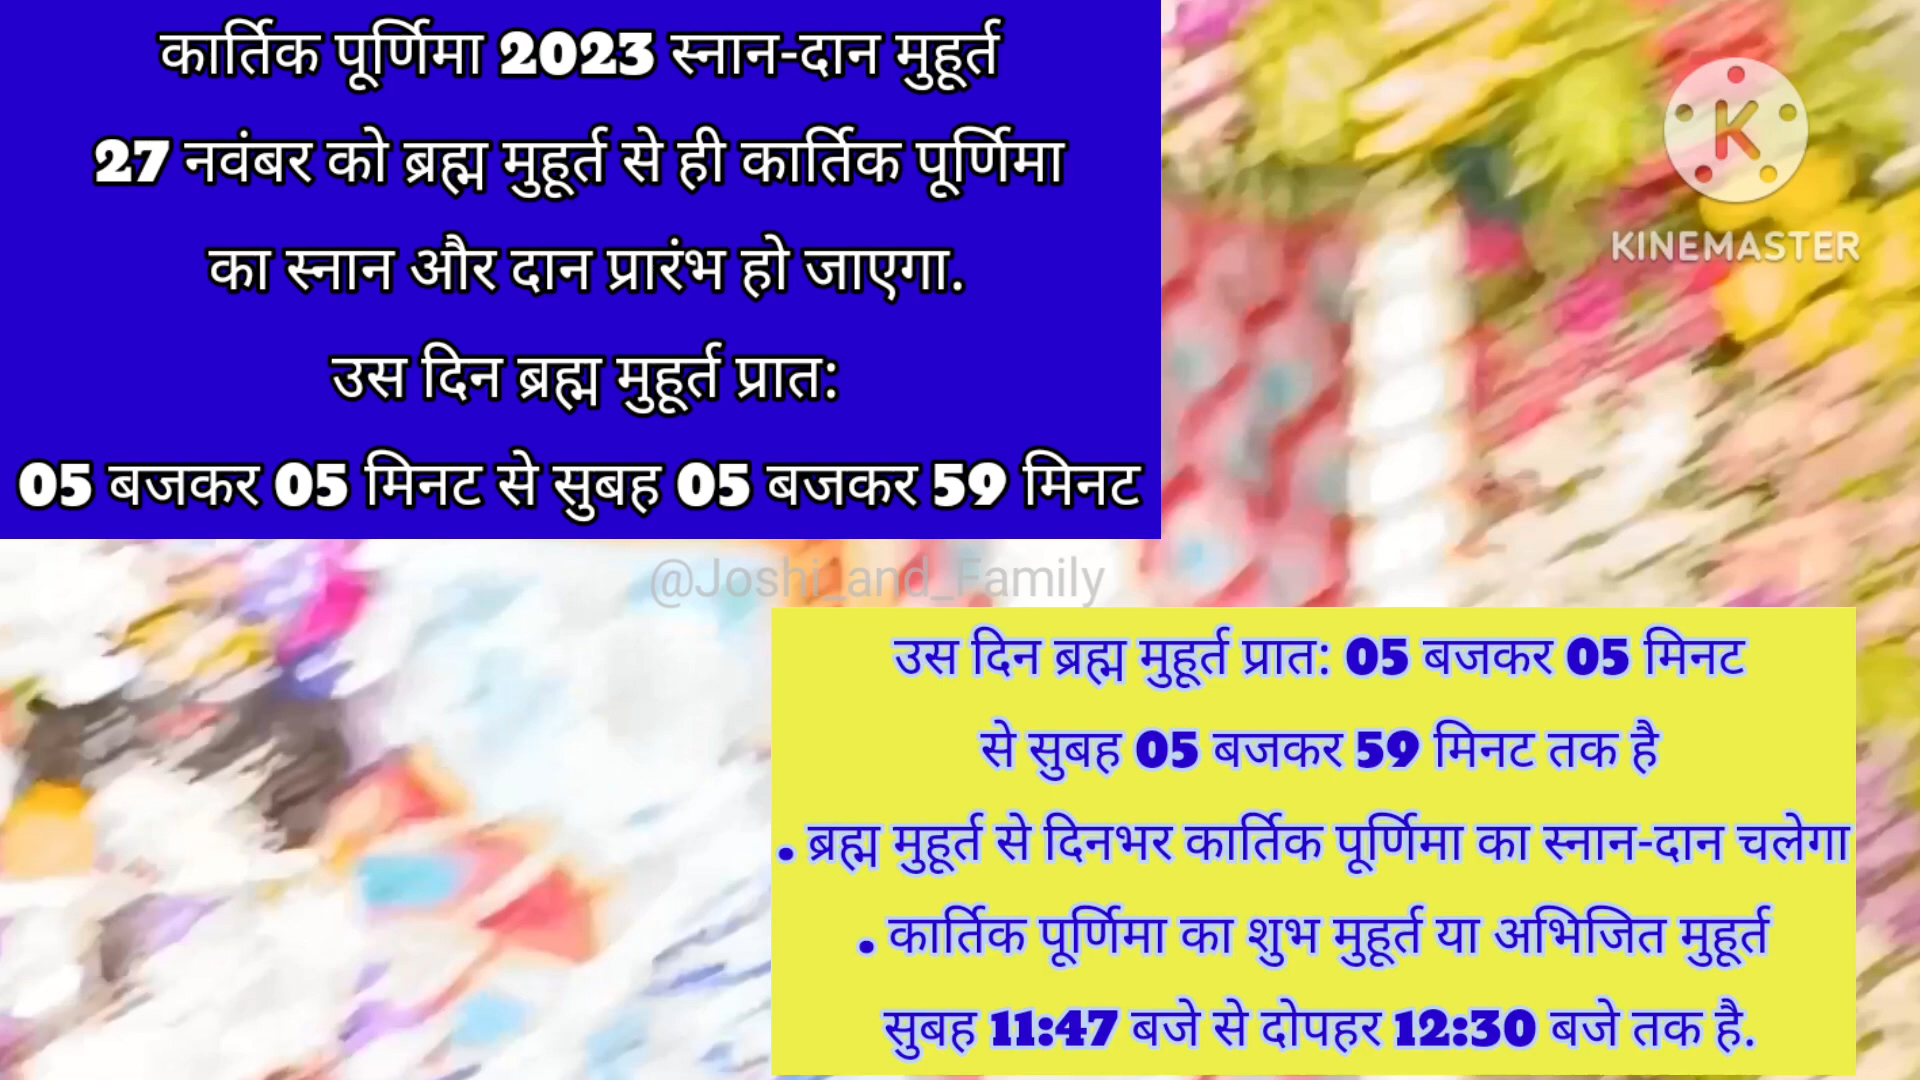 कार्तिक पूर्णिमा 2023 स्नान-दान मुहूर्त
27 नवंबर को ब्रह्म मुहूर्त से ही कार्तिक पूर्णिमा
का स्नान और दान प्रारंभ हो जाएगा.
उस दिन ब्रह्म मुहूर्त प्रात:
05 बजकर 05 मिनट से सुबह 05 बजकर 59 मिनट
KINEMASTER
@Joshi_and_Family
उस दिन ब्रह्म मुहूर्त प्रात: 05 बजकर 05 मिनट
से सुबह 05 बजकर 59 मिनट तक है
. ब्रह्म मुहूर्त से दिनभर कार्तिक पूर्णिमा का स्नान-दान चलेगा
. कार्तिक पूर्णिमा का शुभ मुहूर्त या अभिजित मुहूर्त
सुबह 11:47 बजे से दोपहर 12:30 बजे तक है.